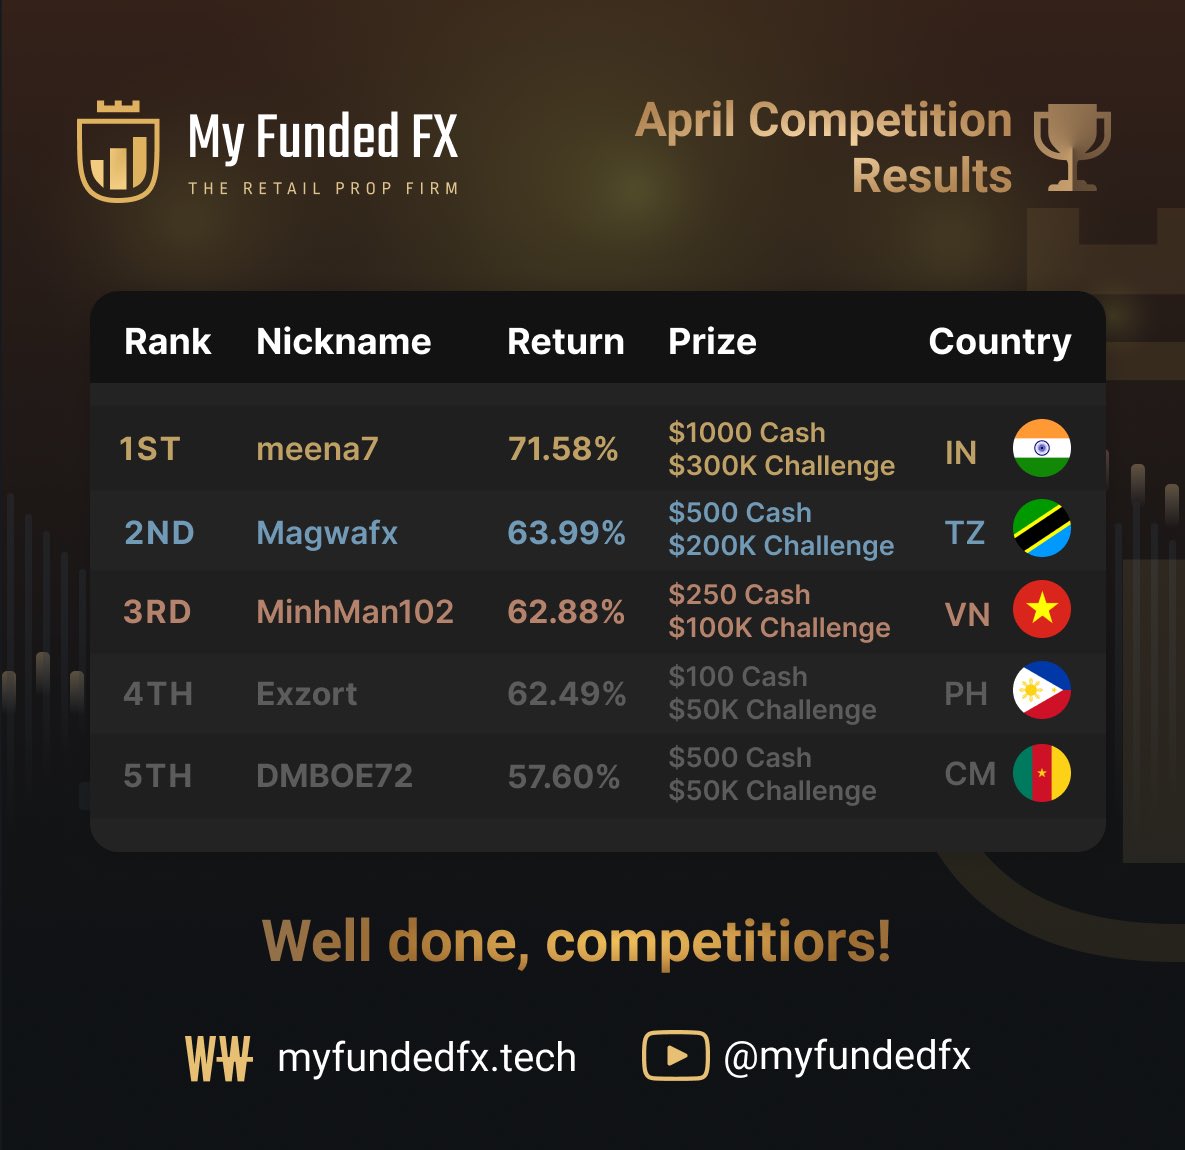 My Funded FX
THE RETAIL PROP FIRM
April Competition
Results
Rank Nickname Return Prize Country
1ST meena7 71.58% $1000 Cash
$300K Challenge IN
2ND Magwafx 63.99% $500 Cash
$200K Challenge TZ
3RD MinhMan102 62.88% $250 Cash
$100K Challenge VN
4TH Exzort 62.49% $100 Cash
$50K Challenge PH
5TH DMBOE72 57.60% $500 Cash
$50K Challenge CM
Well done, competitiors!
WW myfundedfx.tech
@myfundedfx